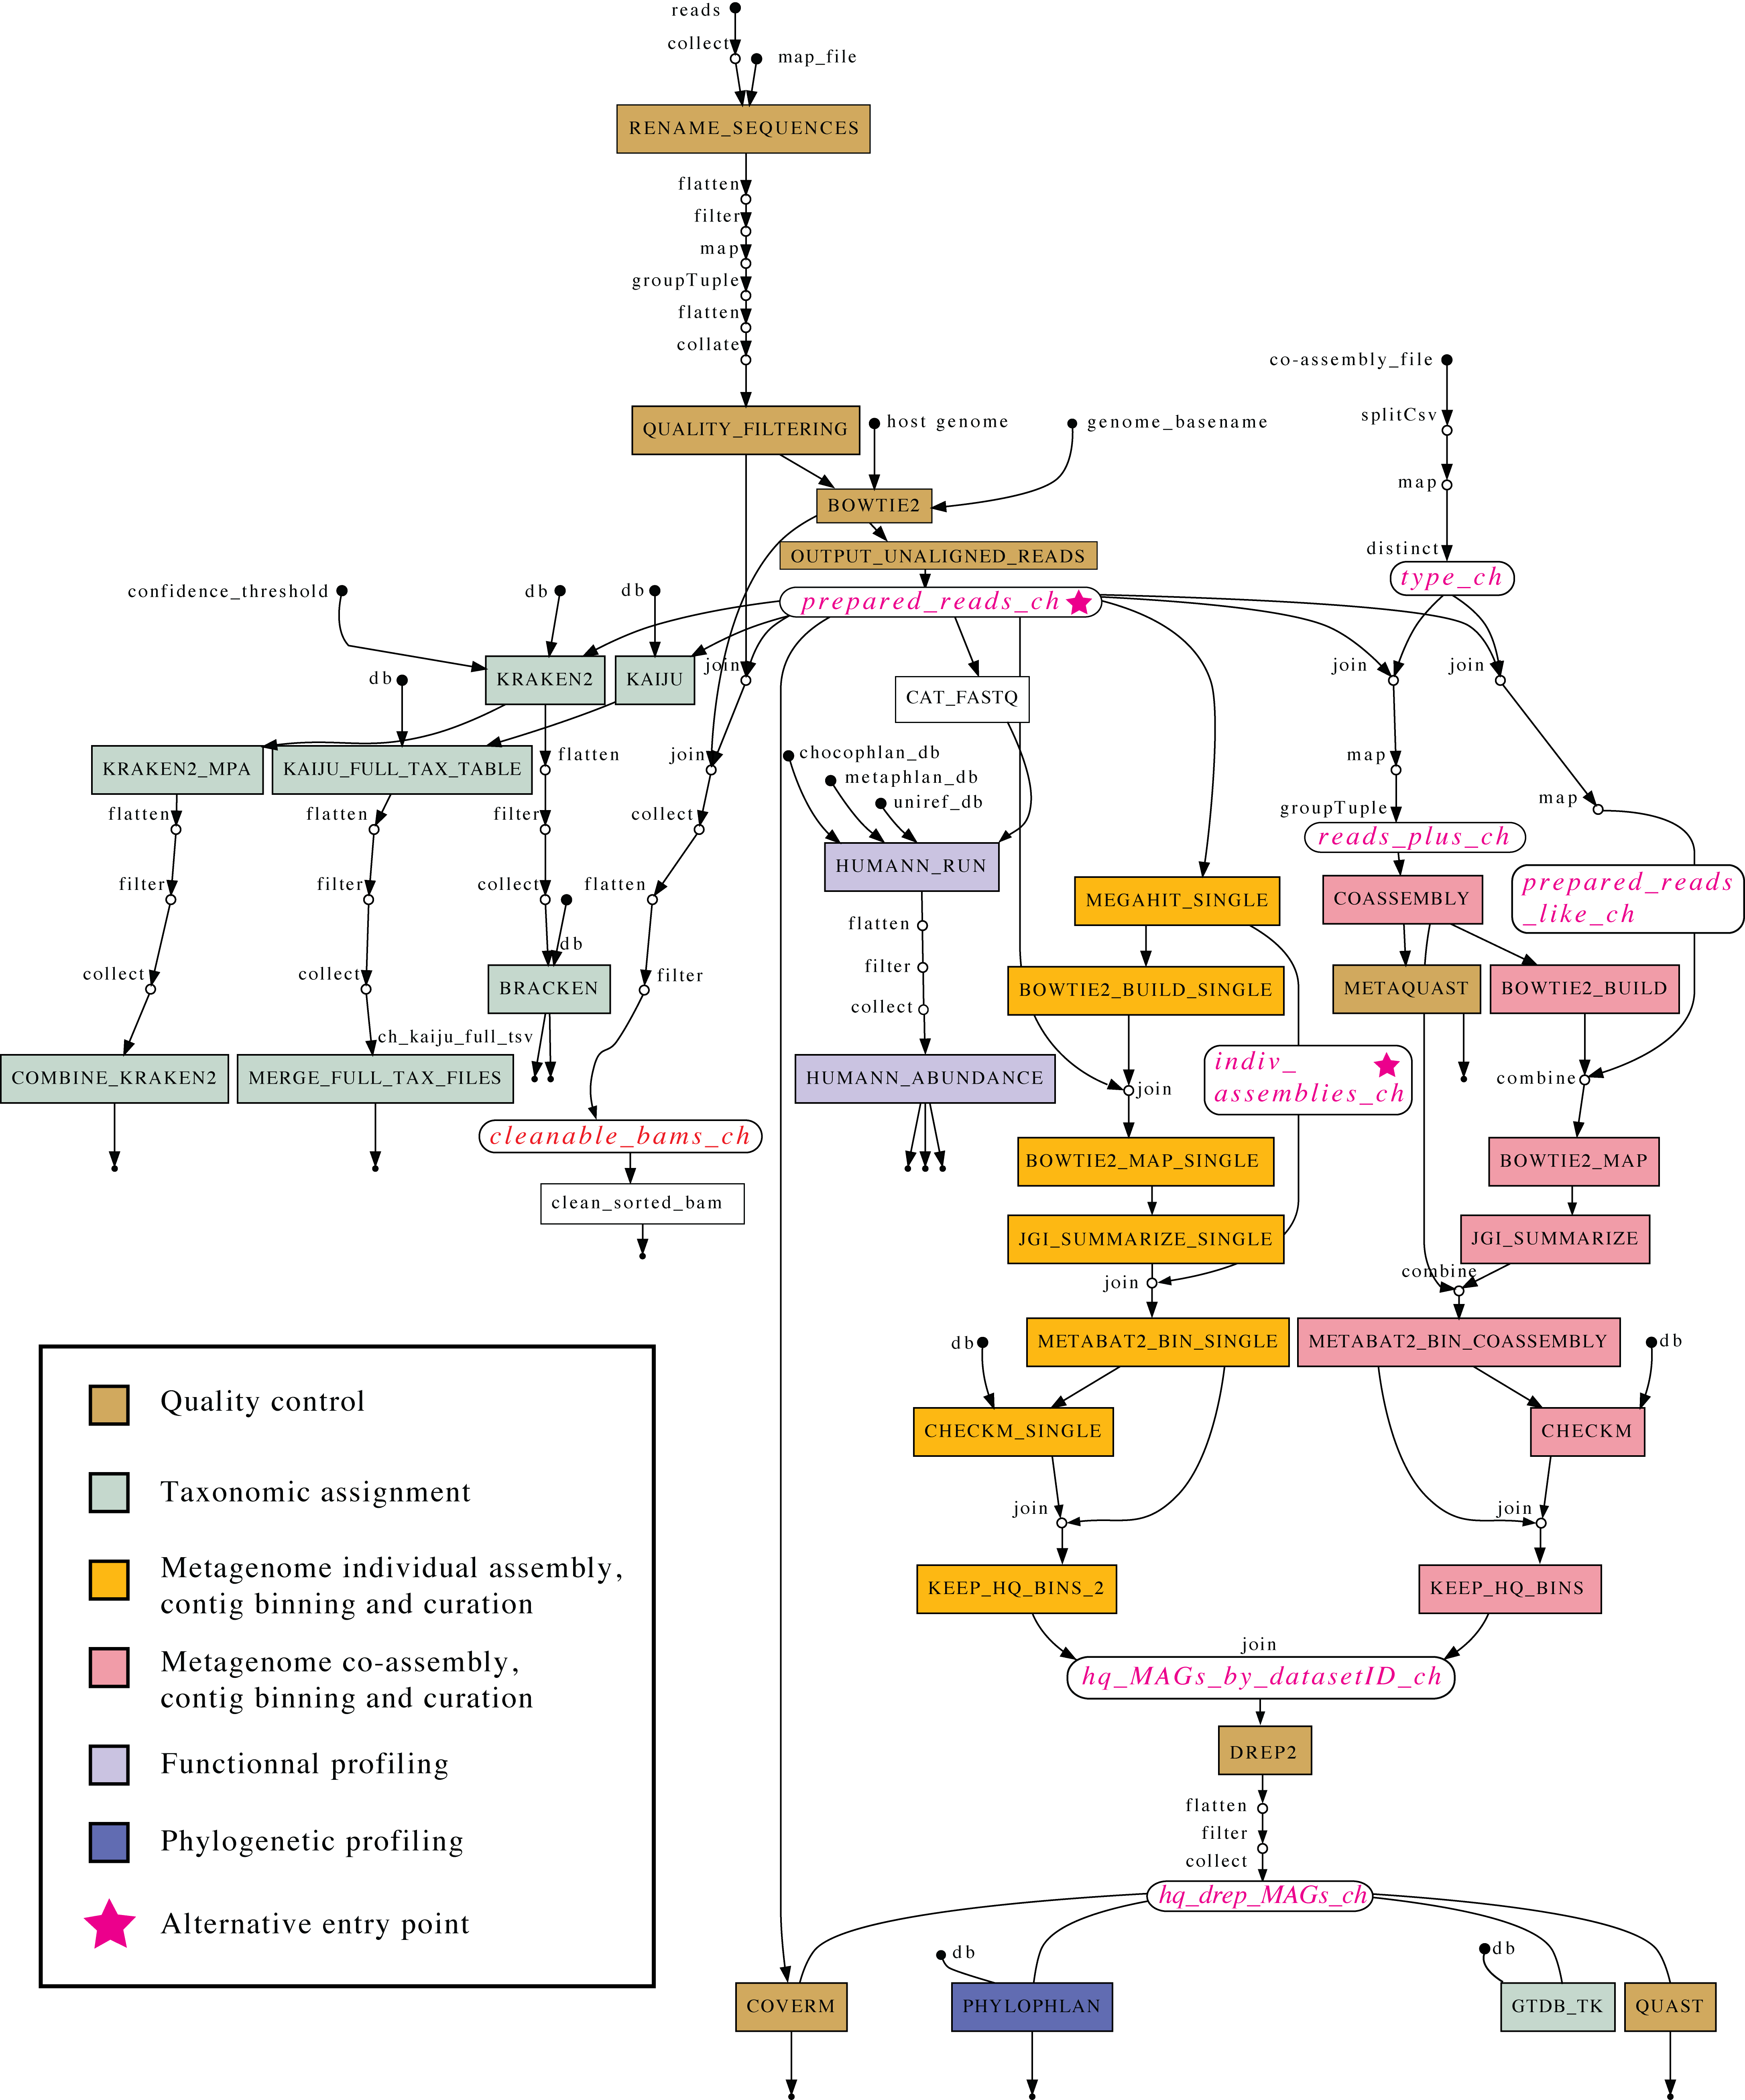 reads
collect
map_file
RENAME_SEQUENCES
flatten
filter
map
groupTuple
flatten
collate
co-assembly_file
splitCsv
map
distinct
type_ch
QUALITY_FILTERING
host genome
genome_basename
BOWTIE2
OUTPUT_UNALIGNED_READS
prepared_reads_ch
confidence_threshold
db
db
KRAKEN2
KAIJU
join
db
CAT_FASTQ
join
join
KRAKEN2_MPA
KAIJU_FULL_TAX_TABLE
flatten
join
chocophlan_db
metaphlan_db
uniref_db
map
map
groupTuple
reads_plus_ch
flatten
flatten
filter
collect
HUMANN_RUN
filter
filter
collect
flatten
MEGAHIT_SINGLE
COASSEMBLY
prepared_reads
_like_ch
flatten
db
collect
collect
BRACKEN
filter
filter
collect
BOWTIE2_BUILD_SINGLE
METAQUAST
BOWTIE2_BUILD
ch_kaiju_full_tsv
COMBINE_KRAKEN2
MERGE_FULL_TAX_FILES
HUMANN_ABUNDANCE
join
indiv_
assemblies_ch
combine
cleanable_bams_ch
clean_sorted_bam
BOWTIE2_MAP_SINGLE
BOWTIE2_MAP
JGI_SUMMARIZE_SINGLE
JGI_SUMMARIZE
join
combine
db
METABAT2_BIN_SINGLE
METABAT2_BIN_COASSEMBLY
db
CHECKM_SINGLE
CHECKM
join
join
KEEP_HQ_BINS_2
KEEP_HQ_BINS
join
hq_MAGs_by_datasetID_ch
DREP2
flatten
filter
collect
hq_drep_MAGs_ch
db
db
COVERM
PHYLOPHLAN
GTDB_TK
QUAST
Quality control
Taxonomic assignment
Metagenome individual assembly,
contig binning and curation
Metagenome co-assembly,
contig binning and curation
Functionnal profiling
Phylogenetic profiling
Alternative entry point